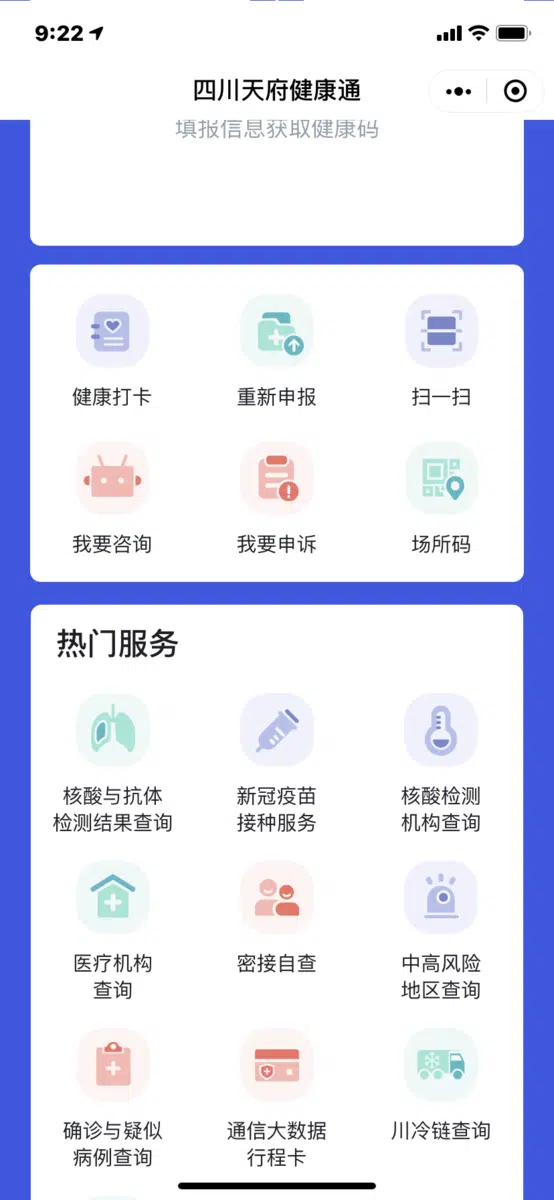 9:22
四川天府健康通
填报信息获取健康码
健康打卡
重新申报
扫一扫
我要咨询
我要申诉
场所码
热门服务
核酸与抗体
检测结果查询
新冠疫苗
接种服务
核酸检测
机构查询
医疗机构
查询
密接自查
中高风险
地区查询
确诊与疑似
病例查询
通信大数据
行程卡
川冷链查询